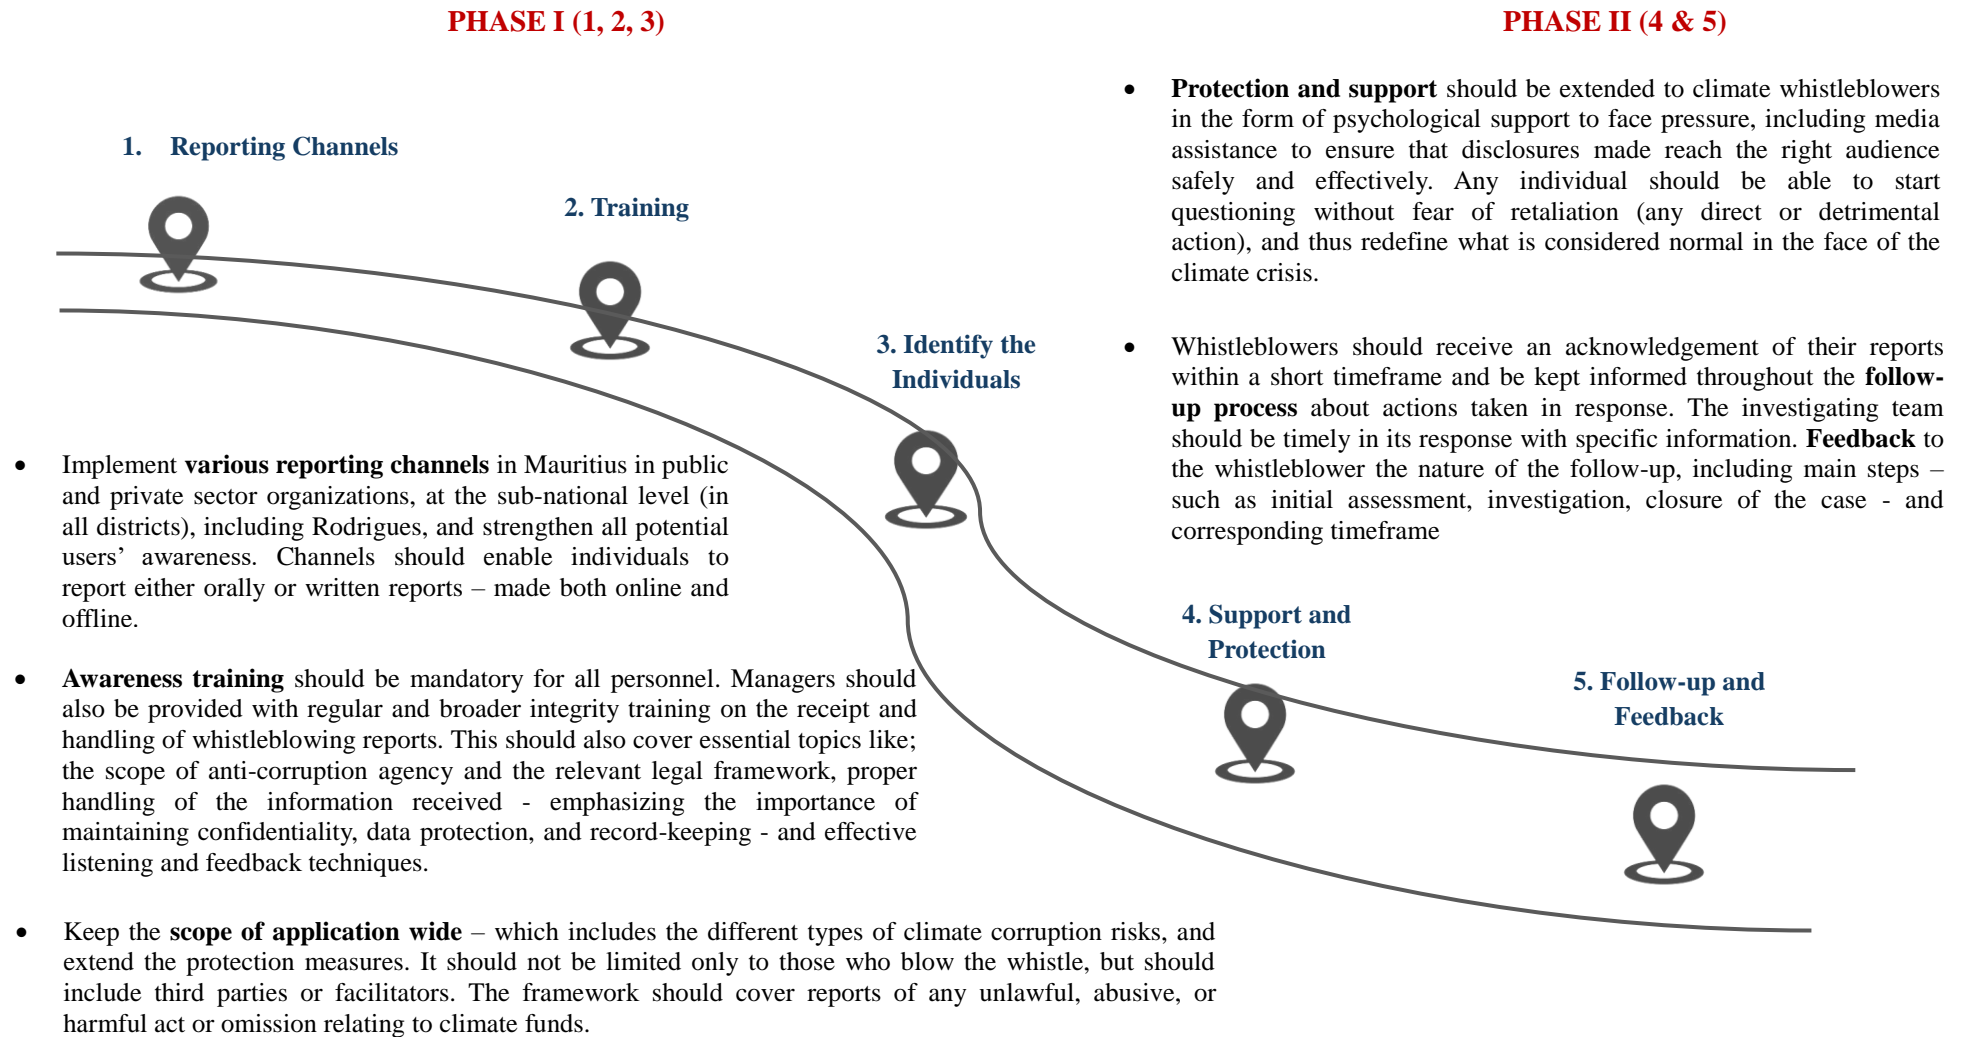 PHASE I (1, 2, 3)
1. Reporting Channels
2. Training
3. Identify the
Individuals
• Implement various reporting channels in Mauritius in public
and private sector organizations, at the sub-national level (in
all districts), including Rodrigues, and strengthen all potential
users’ awareness. Channels should enable individuals to
report either orally or written reports – made both online and
offline.
• Awareness training should be mandatory for all personnel. Managers should
also be provided with regular and broader integrity training on the receipt and
handling of whistleblowing reports. This should also cover essential topics like;
the scope of anti-corruption agency and the relevant legal framework, proper
handling of the information received - emphasizing the importance of
maintaining confidentiality, data protection, and record-keeping - and effective
listening and feedback techniques.
• Keep the scope of application wide – which includes the different types of climate corruption risks, and
extend the protection measures. It should not be limited only to those who blow the whistle, but should
include third parties or facilitators. The framework should cover reports of any unlawful, abusive, or
harmful act or omission relating to climate funds.
PHASE II (4 & 5)
• Protection and support should be extended to climate whistleblowers
in the form of psychological support to face pressure, including media
assistance to ensure that disclosures made reach the right audience
safely and effectively. Any individual should be able to start
questioning without fear of retaliation (any direct or detrimental
action), and thus redefine what is considered normal in the face of the
climate crisis.
• Whistleblowers should receive an acknowledgement of their reports
within a short timeframe and be kept informed throughout the follow-
up process about actions taken in response. The investigating team
should be timely in its response with specific information. Feedback to
the whistleblower the nature of the follow-up, including main steps –
such as initial assessment, investigation, closure of the case - and
corresponding timeframe
4. Support and
Protection
5. Follow-up and
Feedback